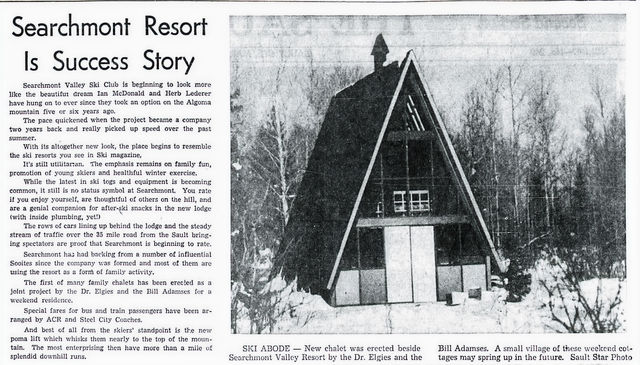 Searchmont Resort
Is Success Story
Searchmont Valley Ski Club is beginning to look more
like the beautiful dream Ian McDonald and Herb Lederer
have hung on to ever since they took an option on the Algoma
mountain five or six years ago.
The pace quickened when the project became a company
two years back and really picked up speed over the past
summer.
With its altogether new look, the place begins to resemble
the ski resorts you see in Ski magazine,
It's still utilitarian. The emphasis remains on family fun,
promotion of young skiers and healthful winter exercise.
While the latest in ski togs and equipment is becoming
common, it still is no status symbol at Searchmont. You rate
if you enjoy yourself, are thoughtful of others on the hill, and
are a genial companion for after-ski snacks in the new lodge
(with inside plumbing, yet!)
The rows of cars lining up behind the lodge and the steady
stream of traffic over the 35 mile road from the Sault bring-
ing spectators are proof that Searchmont is beginning to rate.
Searchmont has had backing from a number of influential
Sooites since the company was formed and most of them are
using the resort as a form of family activity.
The first of many family chalets has been erected as a
joint project by the Dr. Elgies and the Bill Adamses for a
weekend residence.
Special fares for bus and train passengers have been ar-
ranged by ACR and Steel City Coaches.
And best of all from the skiers' standpoint is the new
poma lift which whisks them nearly to the top of the moun-
tain. The most enterprising then have more than a mile of
splendid downhill runs.
SKI ABODE — New chalet was erected beside
Searchmont Valley Resort by the Dr. Elgies and the
Bill Adamses. A small village of these weekend cot-
tages may spring up in the future. Sault Star Photo